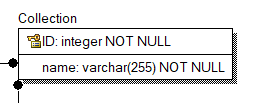 Collection
ID: integer NOT NULL
name: varchar(255) NOT NULL